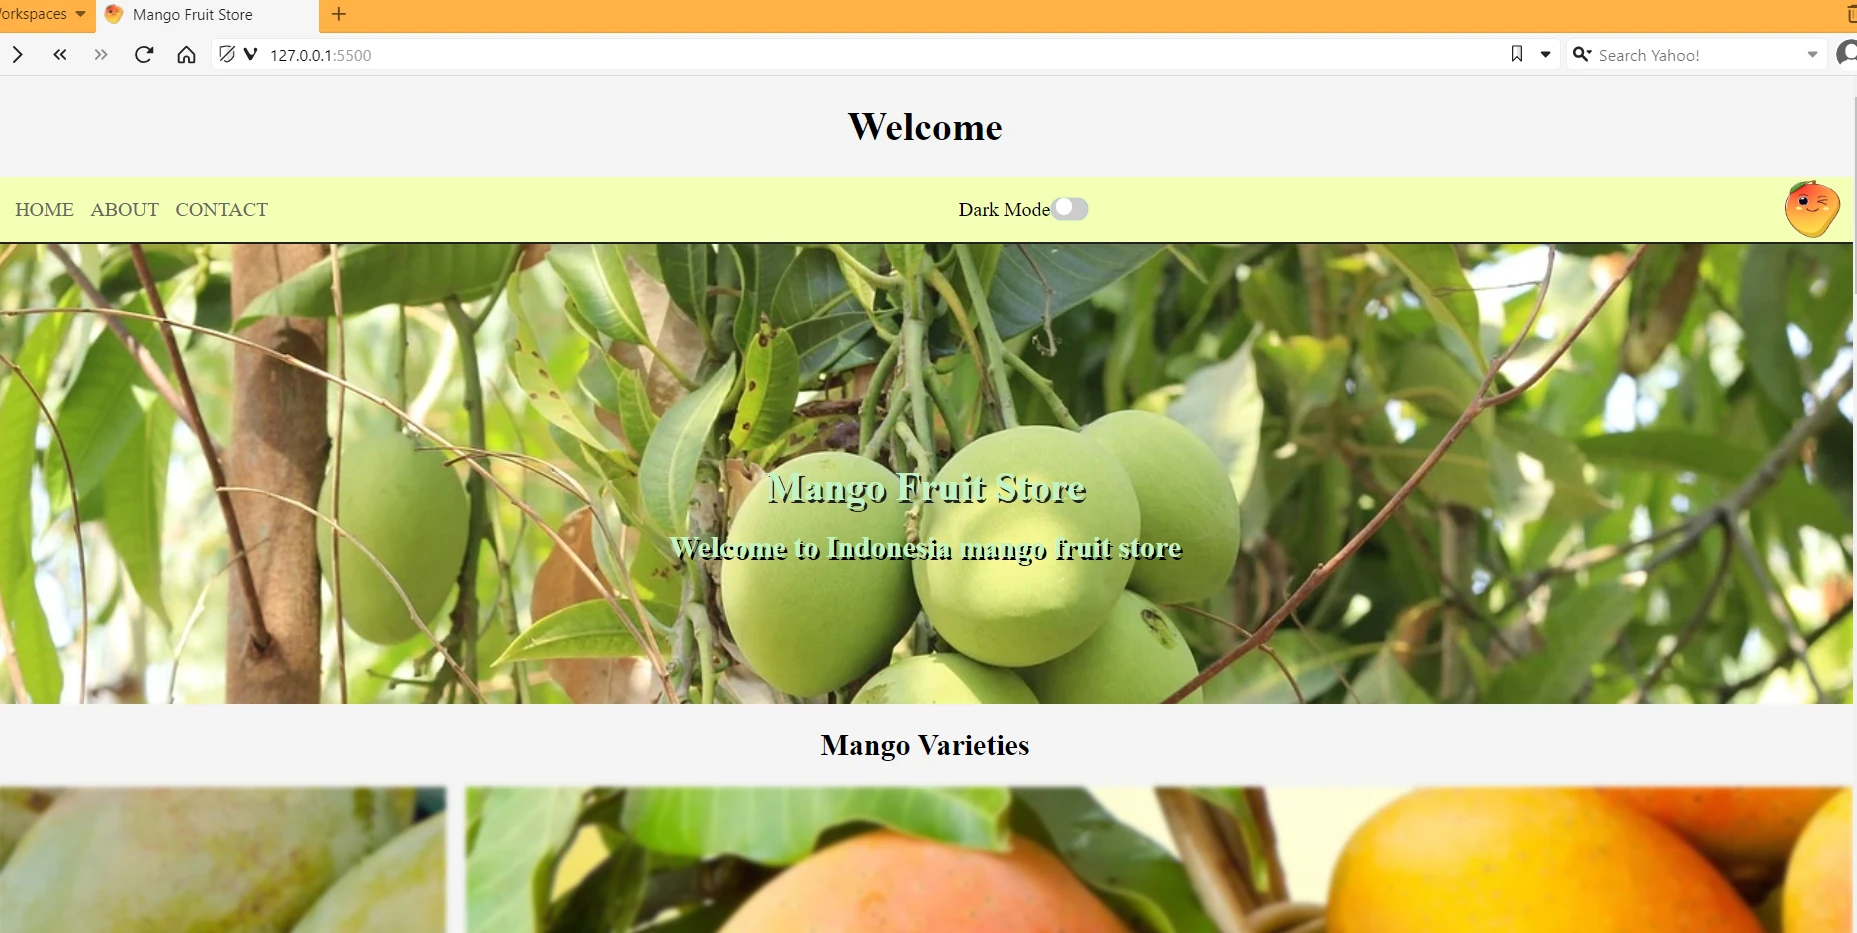 orkspaces
Mango Fruit Store
127.0.0.1:5500
Search Yahoo!
Welcome
HOME ABOUT CONTACT
Dark Mode
Mango Fruit Store
Welcome to Indonesia mango fruit store
Mango Varieties